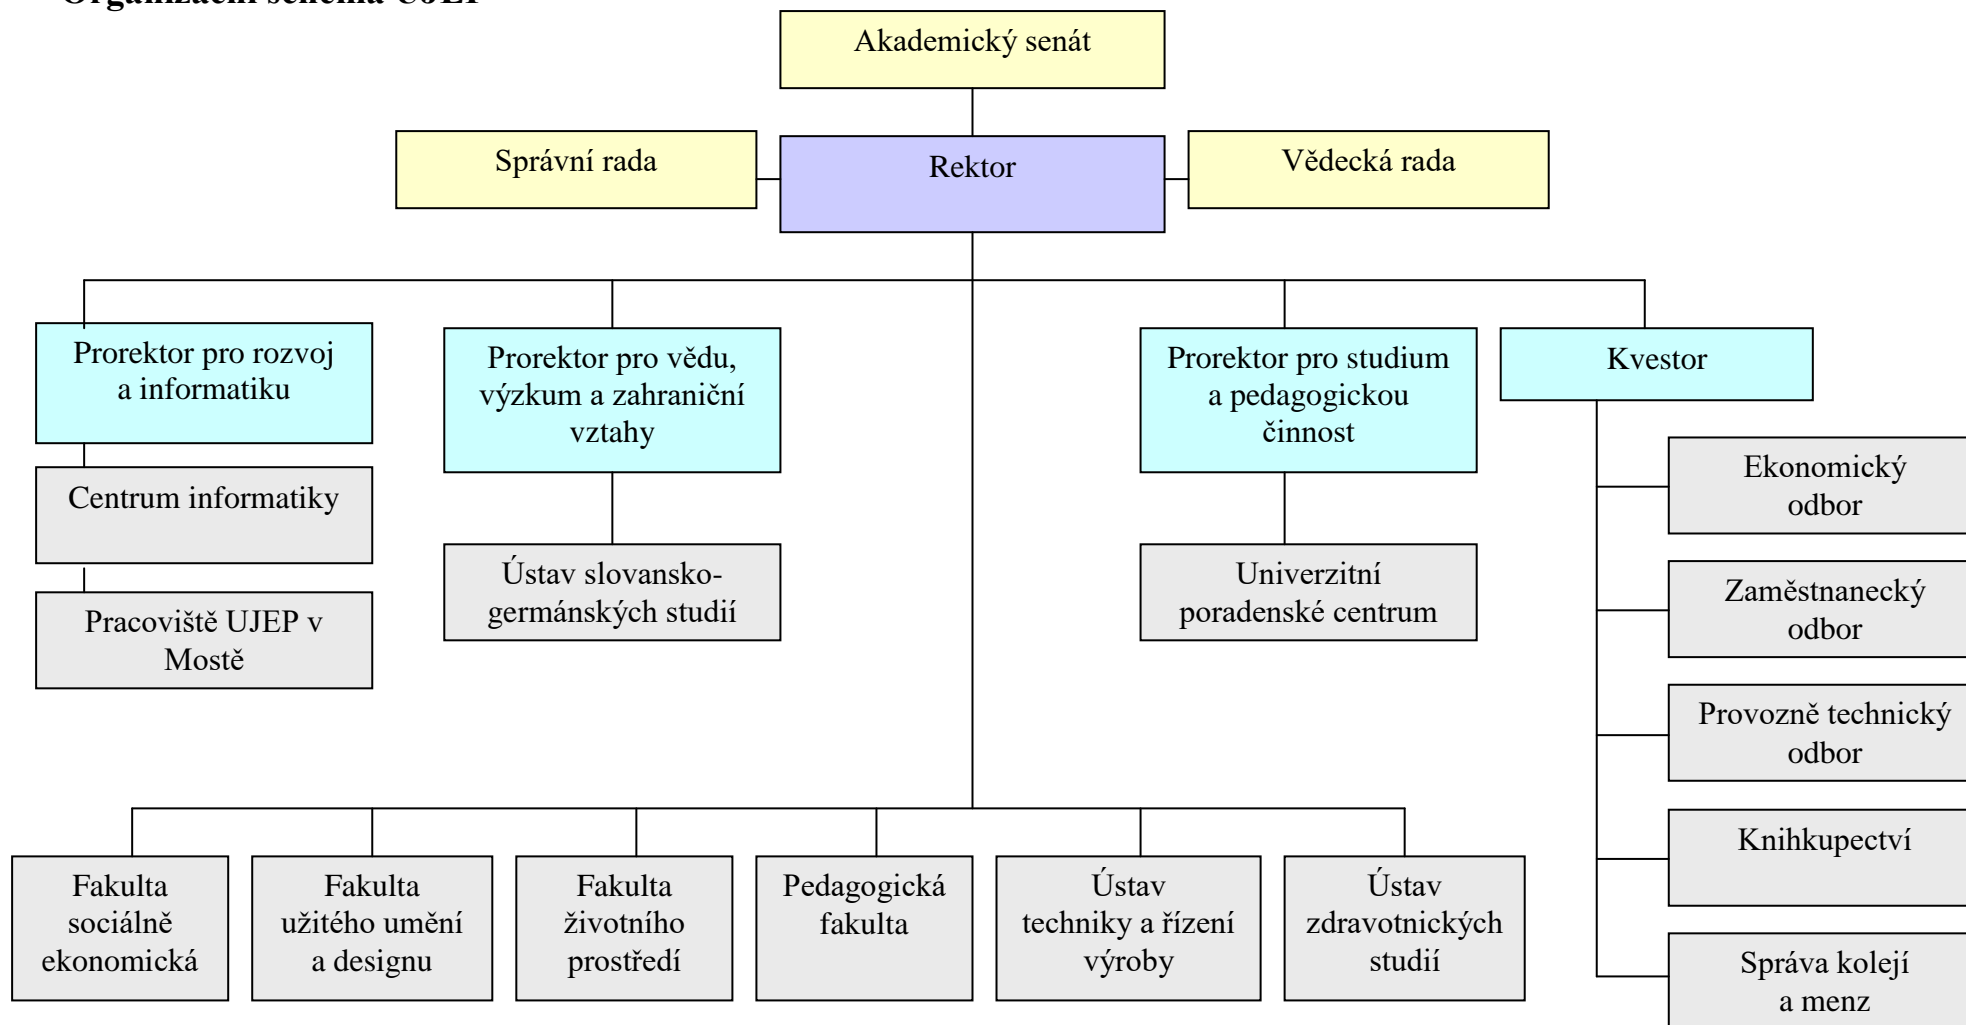 Organizační schéma UJEP
Akademický senát
Správní rada
Rektor
Vědecká rada
Prorektor pro rozvoj
a informatiku
Prorektor pro vědu,
výzkum a zahraniční
vztahy
Prorektor pro studium
a pedagogickou
činnost
Kvestor
Centrum informatiky
Pracoviště UJEP v
Mostě
Ústav slovansko-
germánských studií
Univerzitní
poradenské centrum
Ekonomický
odbor
Zaměstnanecký
odbor
Provozně technický
odbor
Knihkupectví
Správa kolejí
a menz
Fakulta
sociálně
ekonomická
Fakulta
užitého umění
a designu
Fakulta
životního
prostředí
Pedagogická
fakulta
Ústav
techniky a řízení
výroby
Ústav
zdravotnických
studií